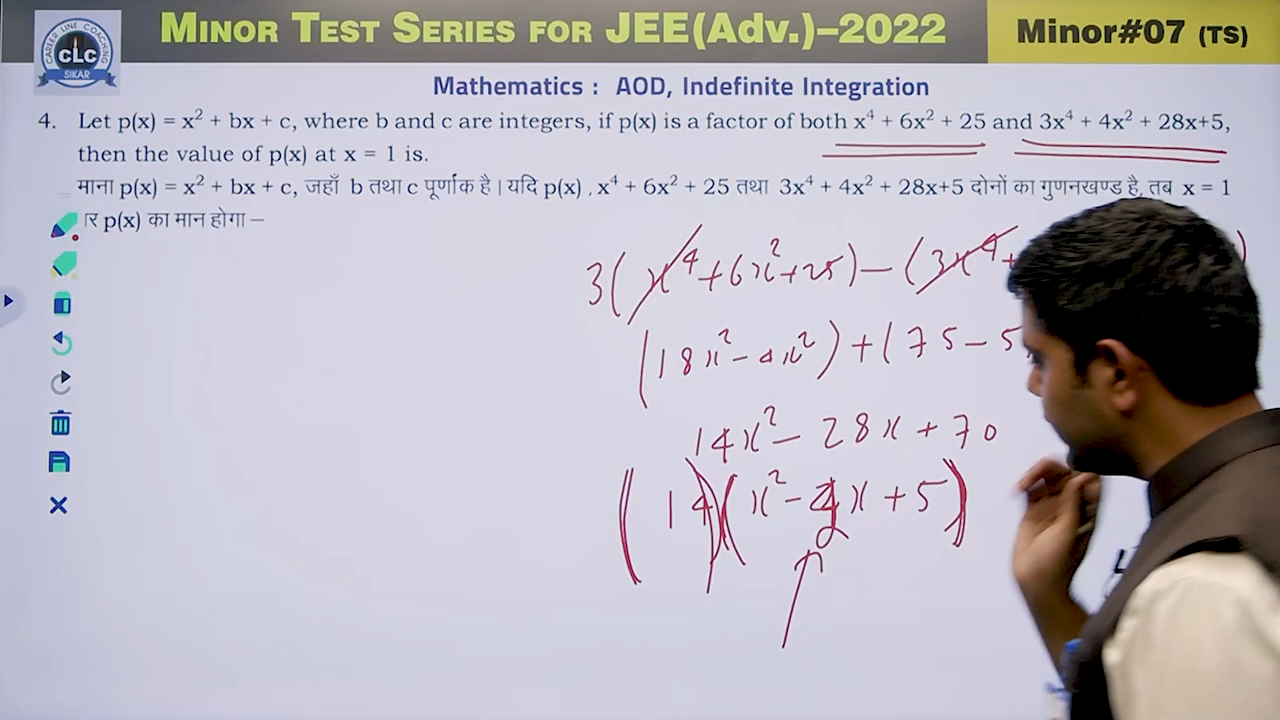 MINOR TEST SERIES FOR JEE(Adv.)–2022
Minor#07 (TS)
CAREER LINE COACHING
CLC
SIKAR
Mathematics : AOD, Indefinite Integration
4. Let p(x) = x² + bx + c, where b and c are integers, if p(x) is a factor of both x⁴ + 6x² + 25 and 3x⁴ + 4x² + 28x+5,
then the value of p(x) at x = 1 is.
माना p(x) = x² + bx + c, जहाँ b तथा c पूर्णांक है। यदि p(x) , x⁴ + 6x² + 25 तथा 3x⁴ + 4x² + 28x+5 दोनों का गुणनखण्ड है, तब x = 1
पर p(x) का मान होगा –
3(x⁴+6x²+25)–(3x⁴+ )
(18x²–4x²)+(75–5
14x²–28x+70
(14)(x²–2x+5)